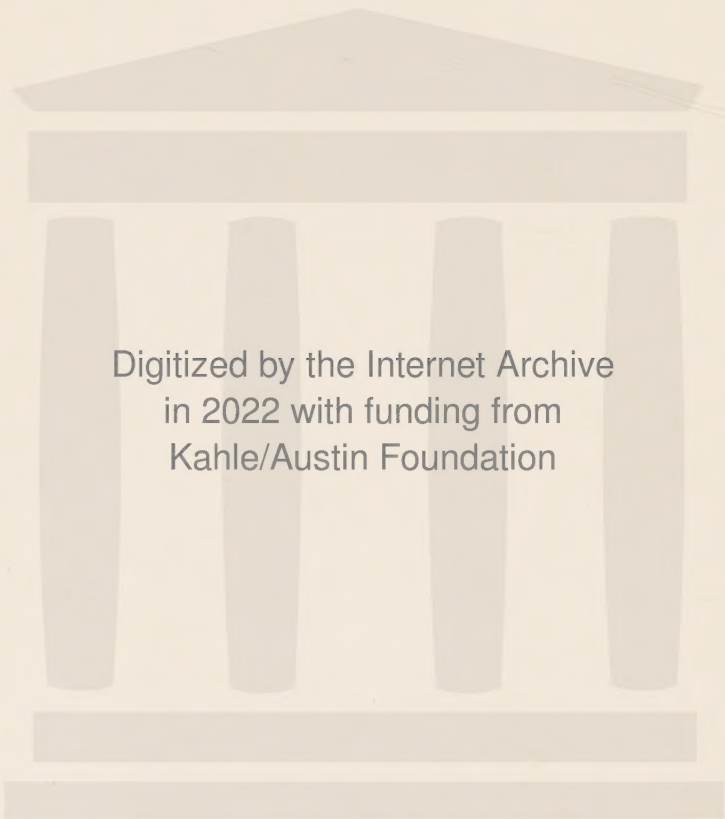 Digitized by the Internet Archive
in 2022 with funding from
Kahle/Austin Foundation